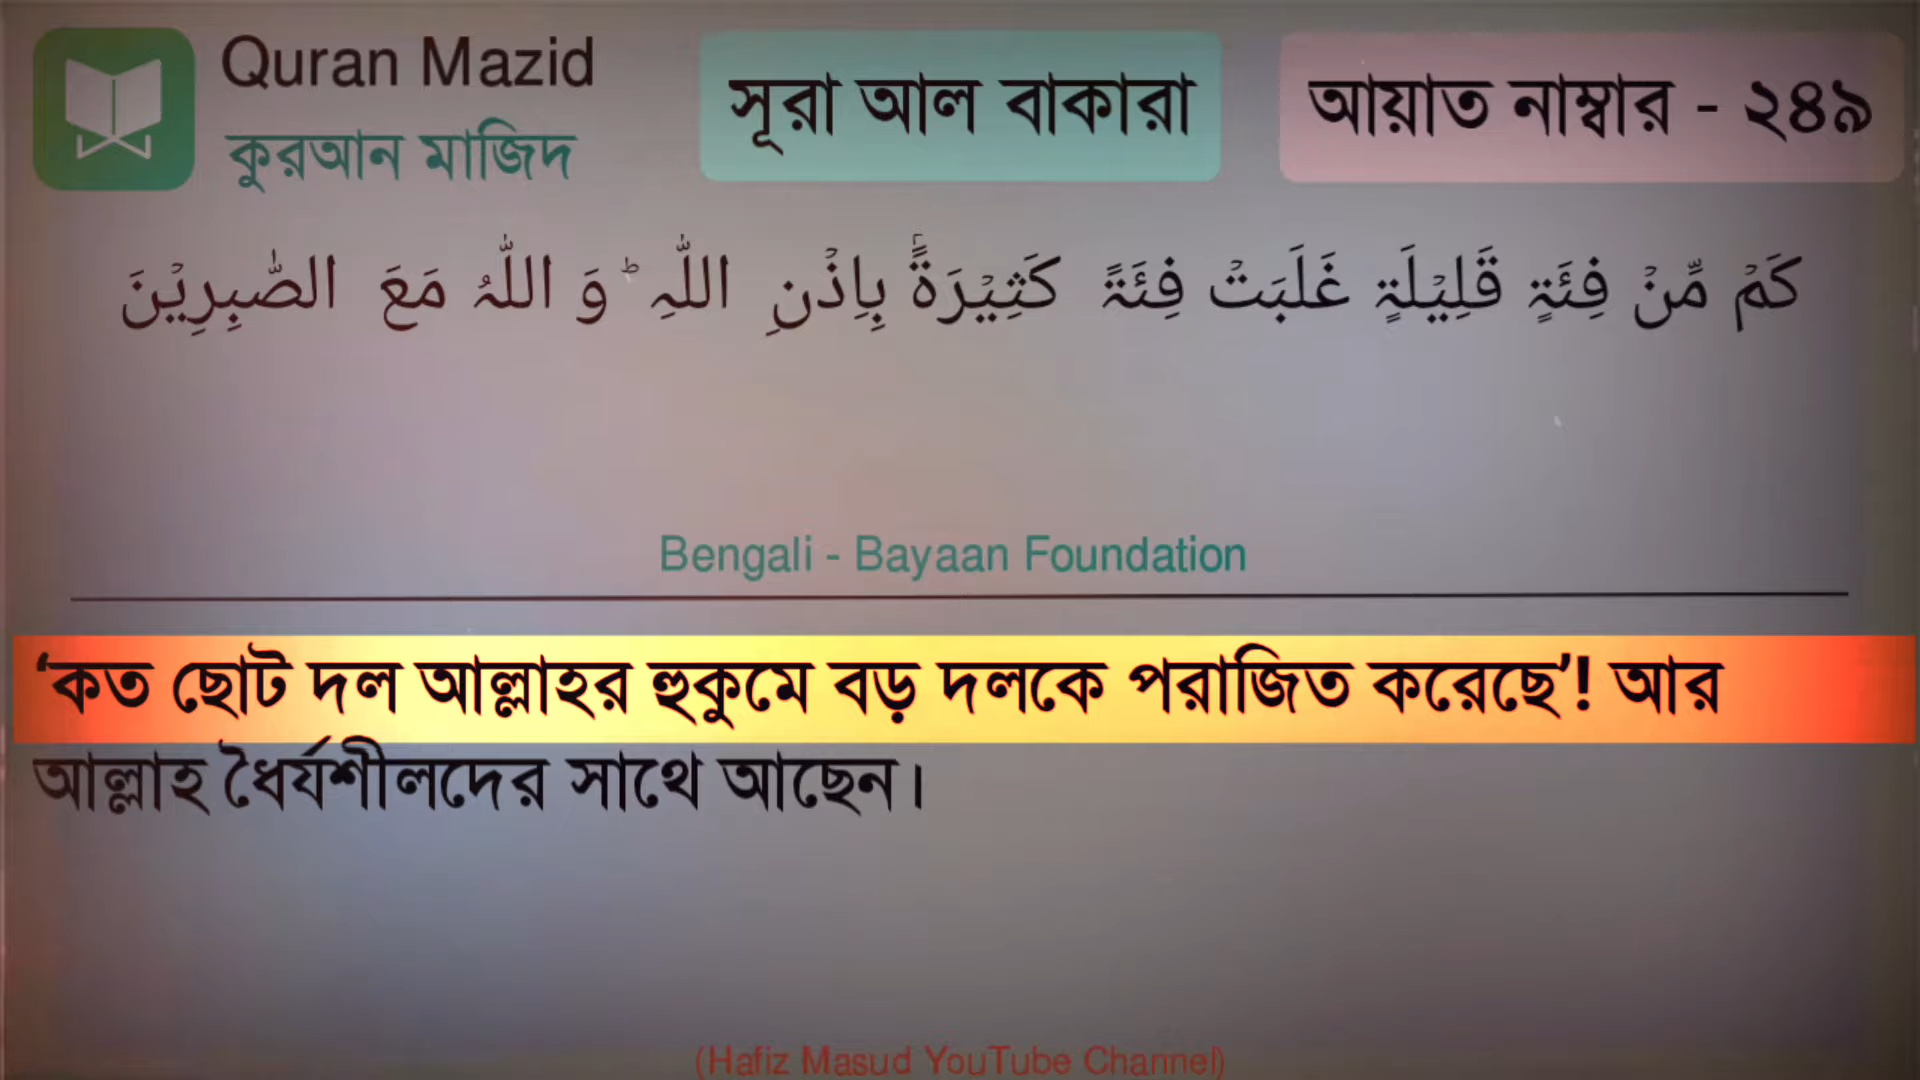 Quran Mazid
কুরআন মাজিদ
সূরা আল বাকারা
আয়াত নাম্বার - ২৪৯
كَمۡ مِّنۡ فِئَۃٍ قَلِیۡلَۃٍ غَلَبَتۡ فِئَۃً کَثِیۡرَۃًۢ بِاِذۡنِ اللّٰہِ ؕ وَ اللّٰہُ مَعَ الصّٰبِرِیۡنَ
Bengali - Bayaan Foundation
‘কত ছোট দল আল্লাহর হুকুমে বড় দলকে পরাজিত করেছে’! আর
আল্লাহ ধৈর্যশীলদের সাথে আছেন।
(Hafiz Masud YouTube Channel)